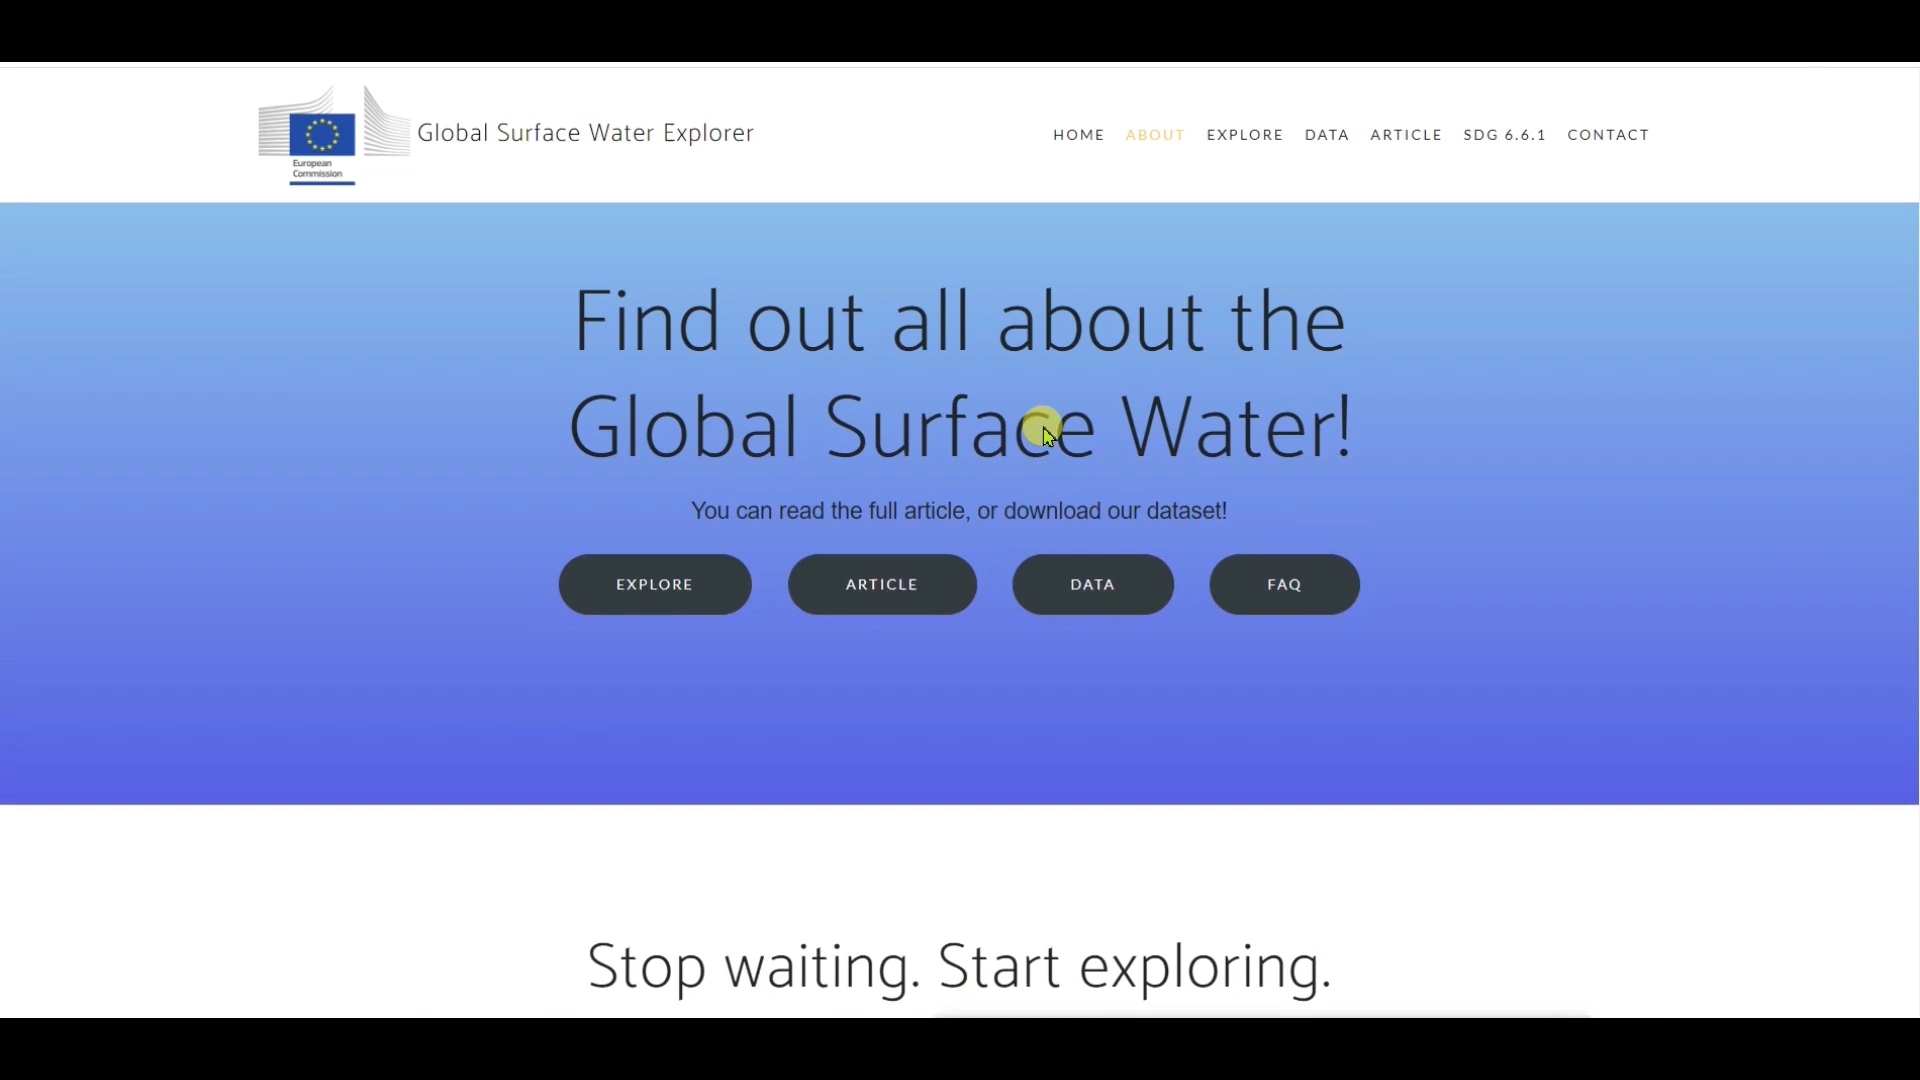 European
Commission
Global Surface Water Explorer
HOME ABOUT EXPLORE DATA ARTICLE SDG 6.6.1 CONTACT
Find out all about the
Global Surface Water!
You can read the full article, or download our dataset!
EXPLORE ARTICLE DATA FAQ
Stop waiting. Start exploring.